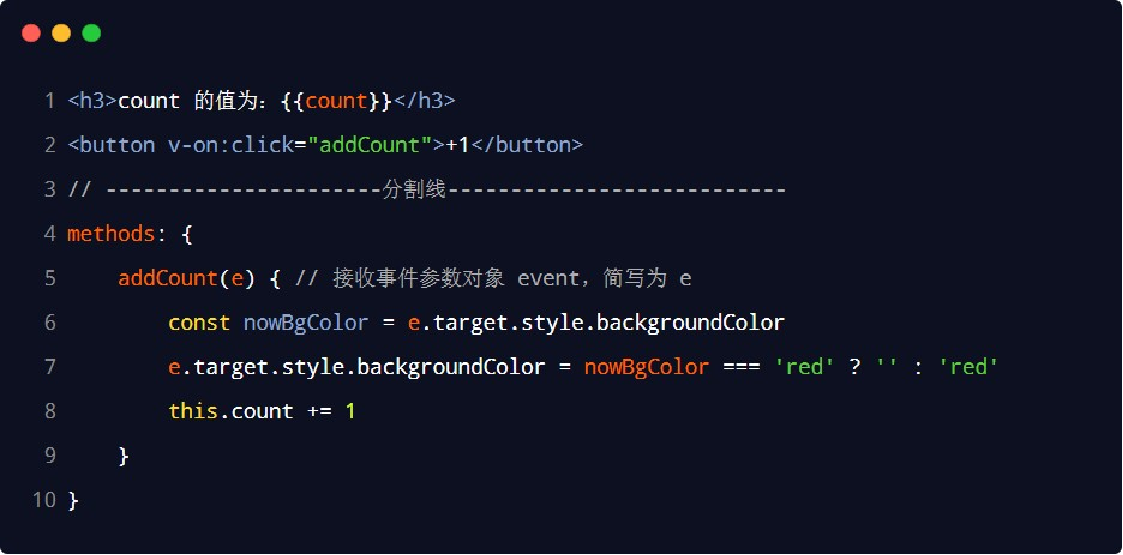 1 <h3>count 的值为：{{count}}</h3>
2 <button v-on:click="addCount">+1</button>
3 // ----------------------分割线---------------------------
4 methods: {
5     addCount(e) { // 接收事件参数对象 event，简写为 e
6         const nowBgColor = e.target.style.backgroundColor
7         e.target.style.backgroundColor = nowBgColor === 'red' ? '' : 'red'
8         this.count += 1
9     }
10 }